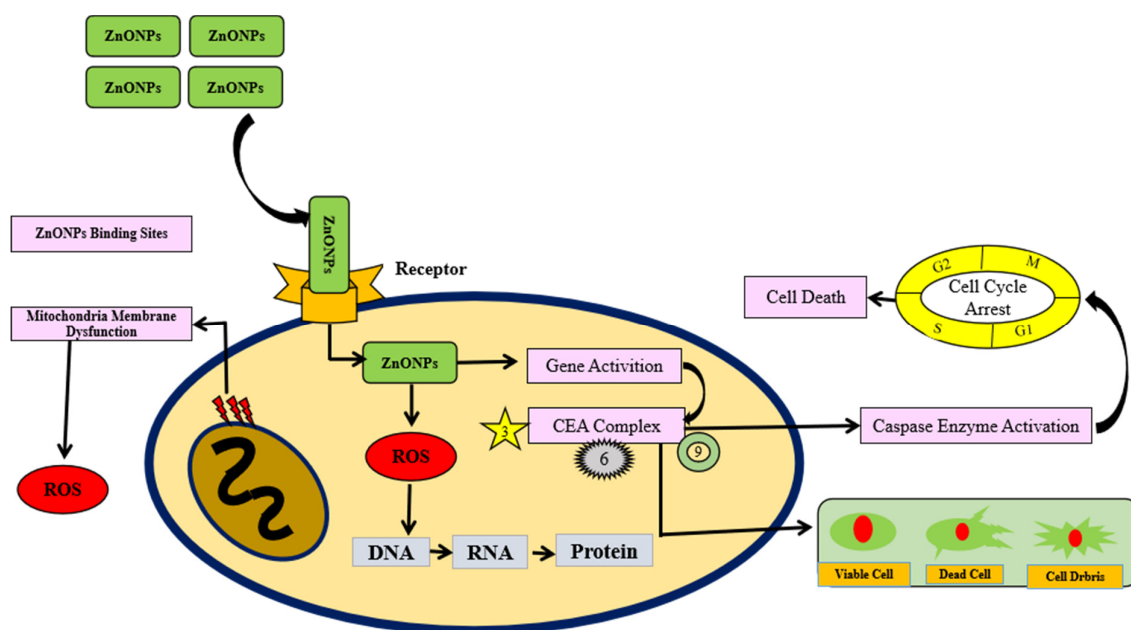 ZnONPs
ZnONPs
ZnONPs
ZnONPs
ZnONPs
ZnONPs Binding Sites
Receptor
Mitochondria Membrane
Dysfunction
ROS
ZnONPs
Gene Activition
CEA Complex
3
6
9
ROS
DNA
RNA
Protein
Cell Death
G2
M
S
G1
Cell Cycle
Arrest
Caspase Enzyme Activation
Viable Cell
Dead Cell
Cell Drbris